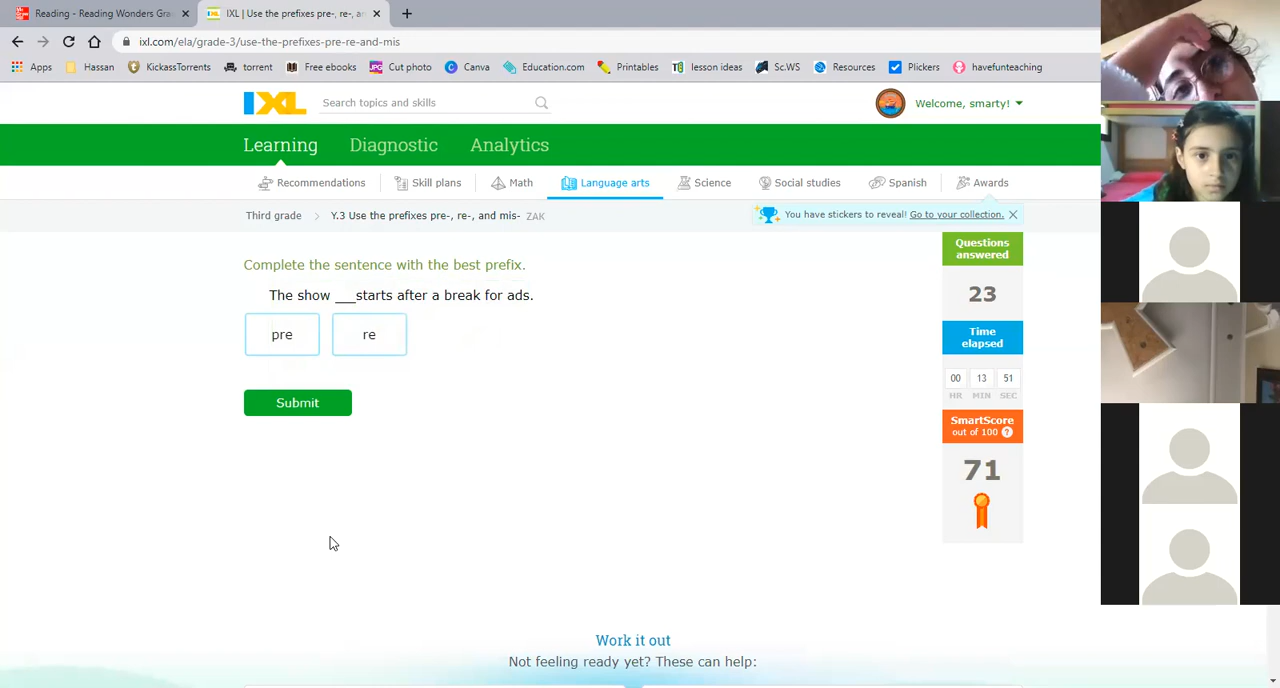 Reading - Reading Wonders Gra
IXL | Use the prefixes pre-, re-, an
ixl.com/ela/grade-3/use-the-prefixes-pre-re-and-mis
Apps Hassan KickassTorrents torrent Free ebooks Cut photo Canva Education.com Printables lesson ideas Sc.WS Resources Plickers havefunteaching
IXL Search topics and skills Welcome, smarty!
Learning Diagnostic Analytics
Recommendations Skill plans Math Language arts Science Social studies Spanish Awards
Third grade Y.3 Use the prefixes pre-, re-, and mis- ZAK
You have stickers to reveal! Go to your collection.
Complete the sentence with the best prefix.
The show ___starts after a break for ads.
pre re
Submit
Questions
answered
23
Time
elapsed
00 13 51
HR MIN SEC
SmartScore
out of 100 ?
71
Work it out
Not feeling ready yet? These can help: